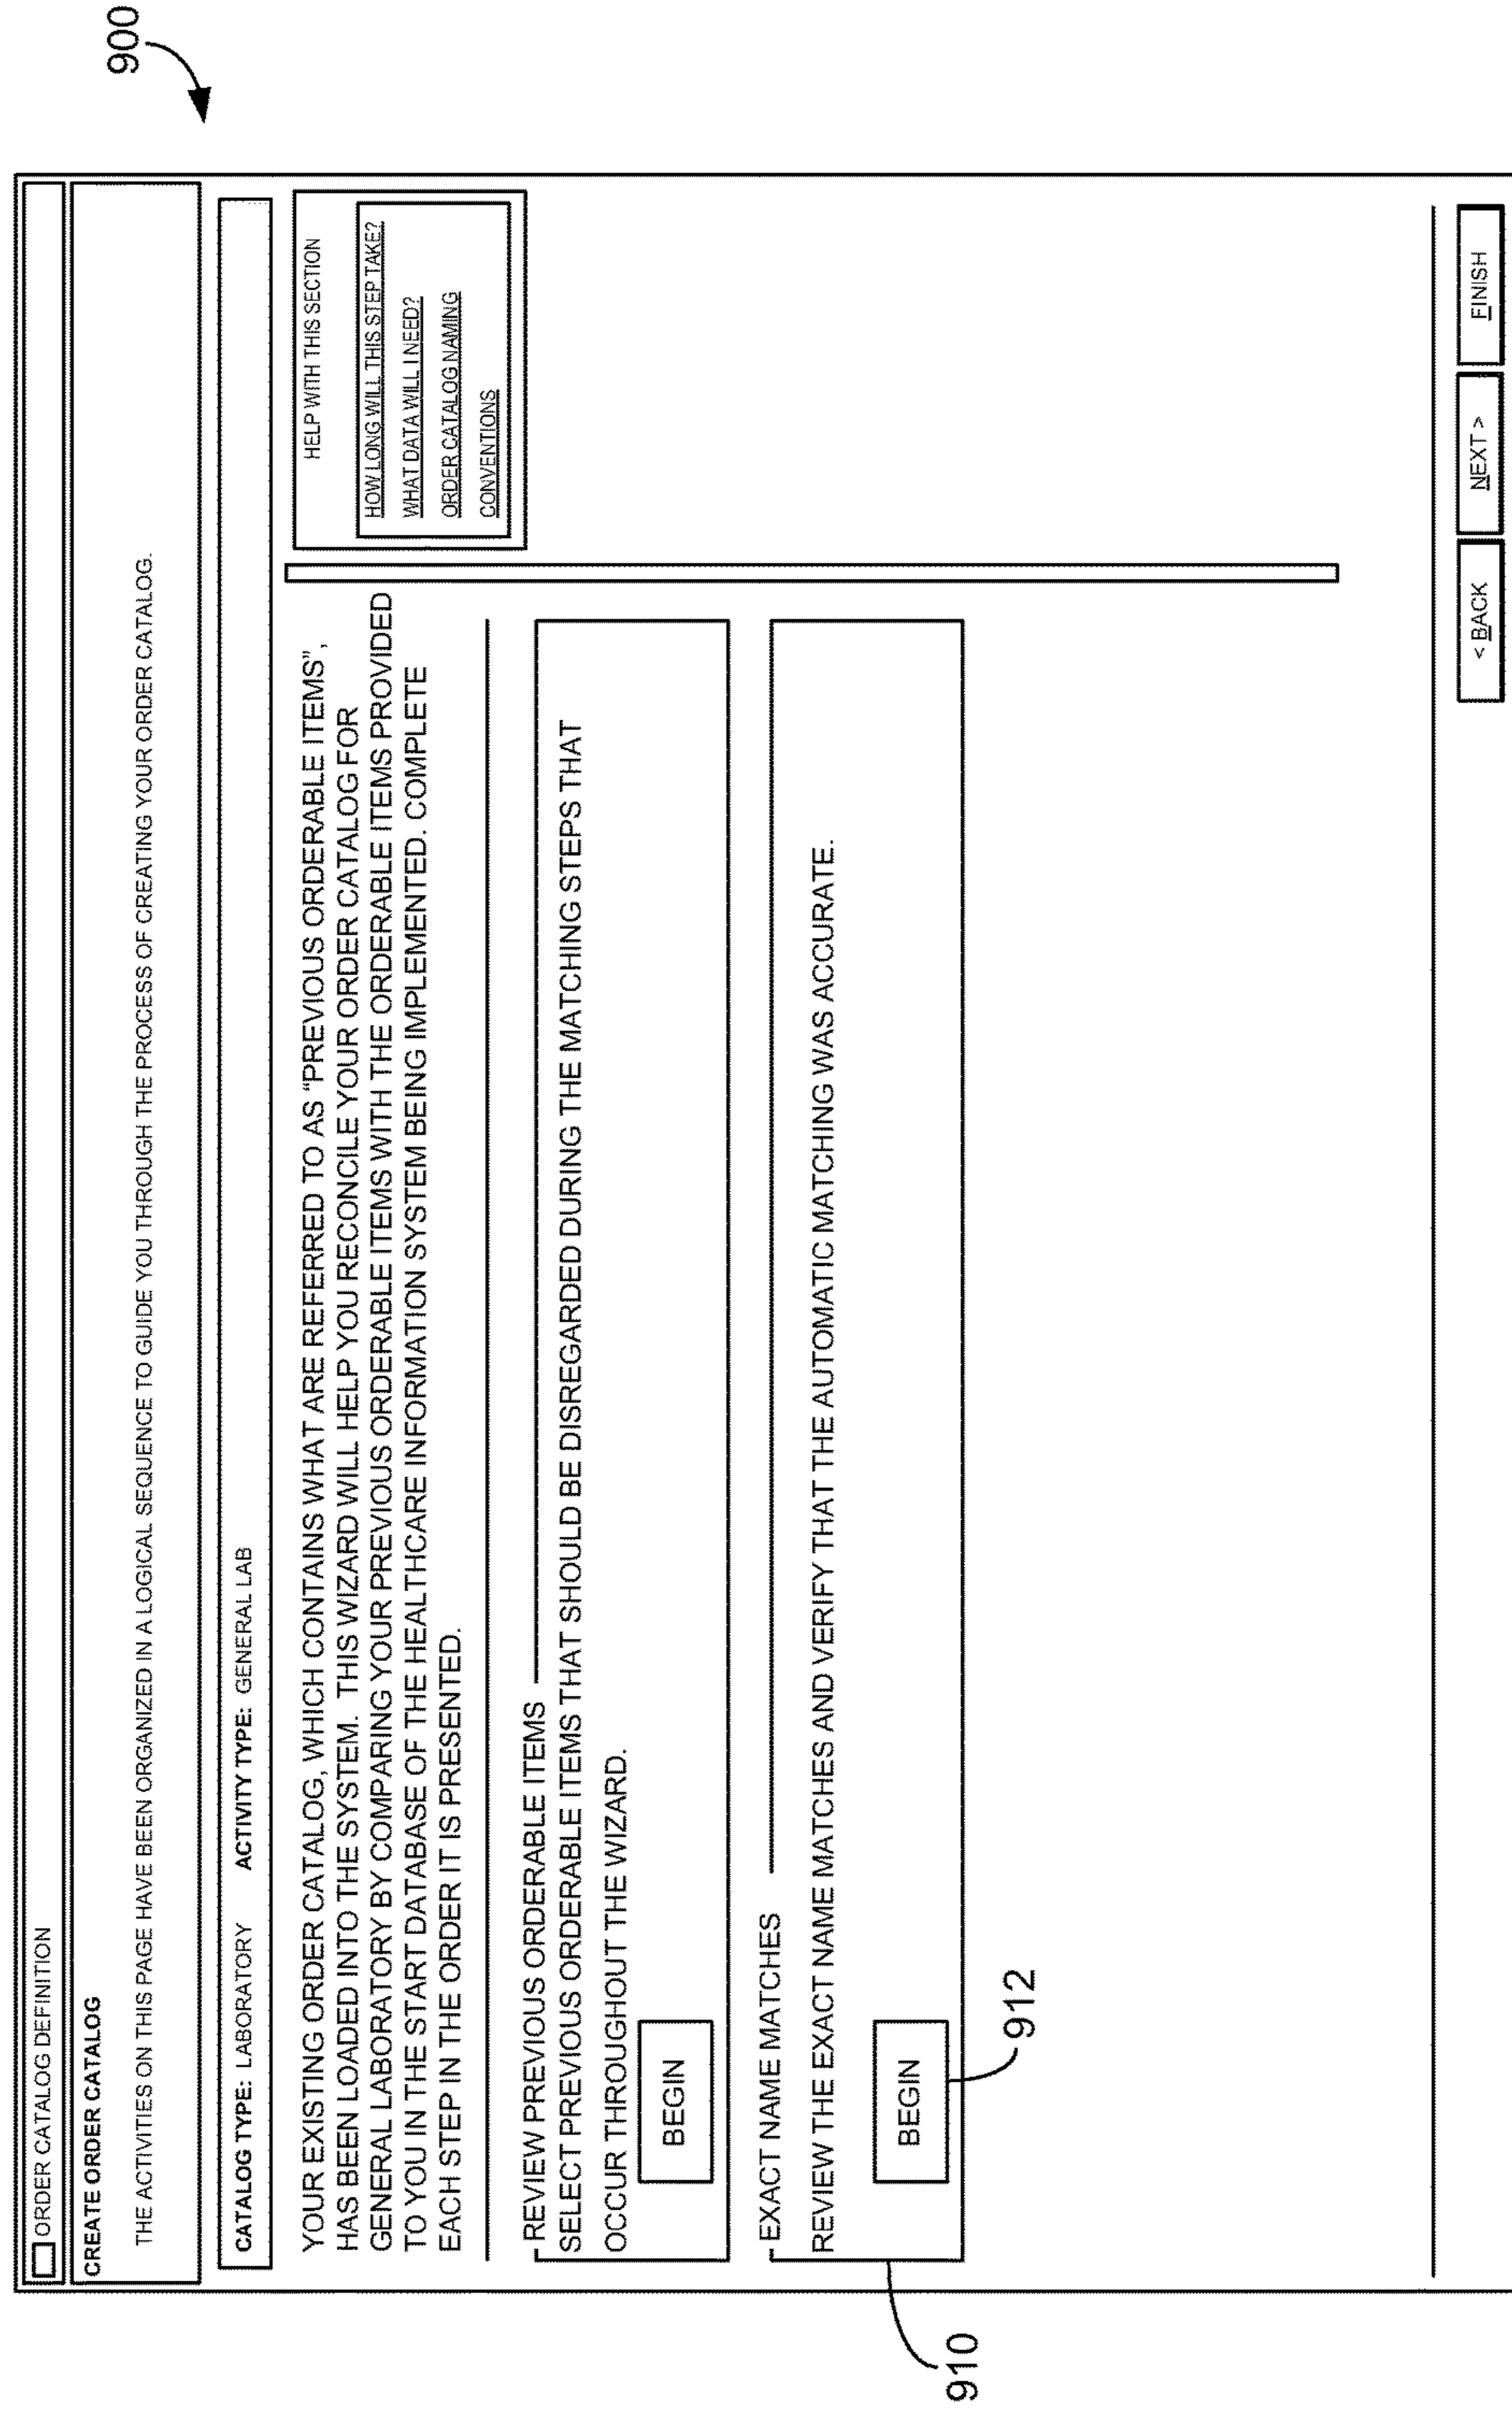 900
ORDER CATALOG DEFINITION
CREATE ORDER CATALOG
THE ACTIVITIES ON THIS PAGE HAVE BEEN ORGANIZED IN A LOGICAL SEQUENCE TO GUIDE YOU THROUGH THE PROCESS OF CREATING YOUR ORDER CATALOG.
CATALOG TYPE: LABORATORY ACTIVITY TYPE: GENERAL LAB
YOUR EXISTING ORDER CATALOG, WHICH CONTAINS WHAT ARE REFERRED TO AS "PREVIOUS ORDERABLE ITEMS",
HAS BEEN LOADED INTO THE SYSTEM. THIS WIZARD WILL HELP YOU RECONCILE YOUR ORDER CATALOG FOR
GENERAL LABORATORY BY COMPARING YOUR PREVIOUS ORDERABLE ITEMS WITH THE ORDERABLE ITEMS PROVIDED
TO YOU IN THE START DATABASE OF THE HEALTHCARE INFORMATION SYSTEM BEING IMPLEMENTED. COMPLETE
EACH STEP IN THE ORDER IT IS PRESENTED.
HELP WITH THIS SECTION
HOW LONG WILL THIS STEP TAKE?
WHAT DATA WILL I NEED?
ORDER CATALOG NAMING
CONVENTIONS
REVIEW PREVIOUS ORDERABLE ITEMS
SELECT PREVIOUS ORDERABLE ITEMS THAT SHOULD BE DISREGARDED DURING THE MATCHING STEPS THAT
OCCUR THROUGHOUT THE WIZARD.
BEGIN
EXACT NAME MATCHES
REVIEW THE EXACT NAME MATCHES AND VERIFY THAT THE AUTOMATIC MATCHING WAS ACCURATE.
BEGIN
910
912
< BACK
NEXT >
FINISH